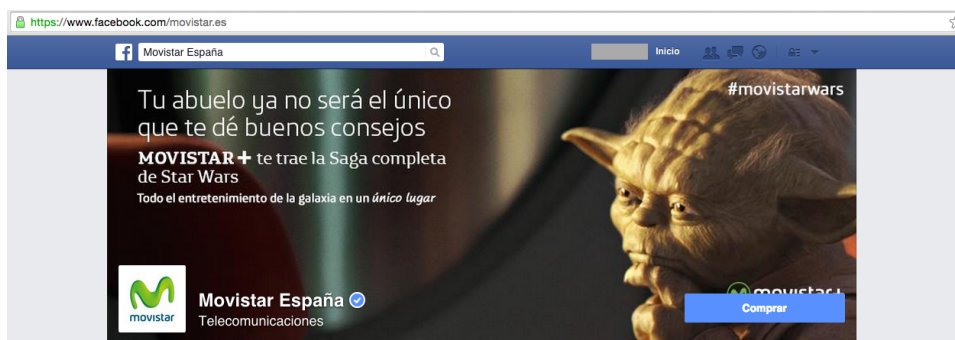 https://www.facebook.com/movistar.es
Movistar España
Inicio
#movistarwars
Tu abuelo ya no será el único
que te dé buenos consejos
MOVISTAR+ te trae la Saga completa
de Star Wars
Todo el entretenimiento de la galaxia en un único lugar
movistar
Movistar España
Telecomunicaciones
movistar+
Comprar